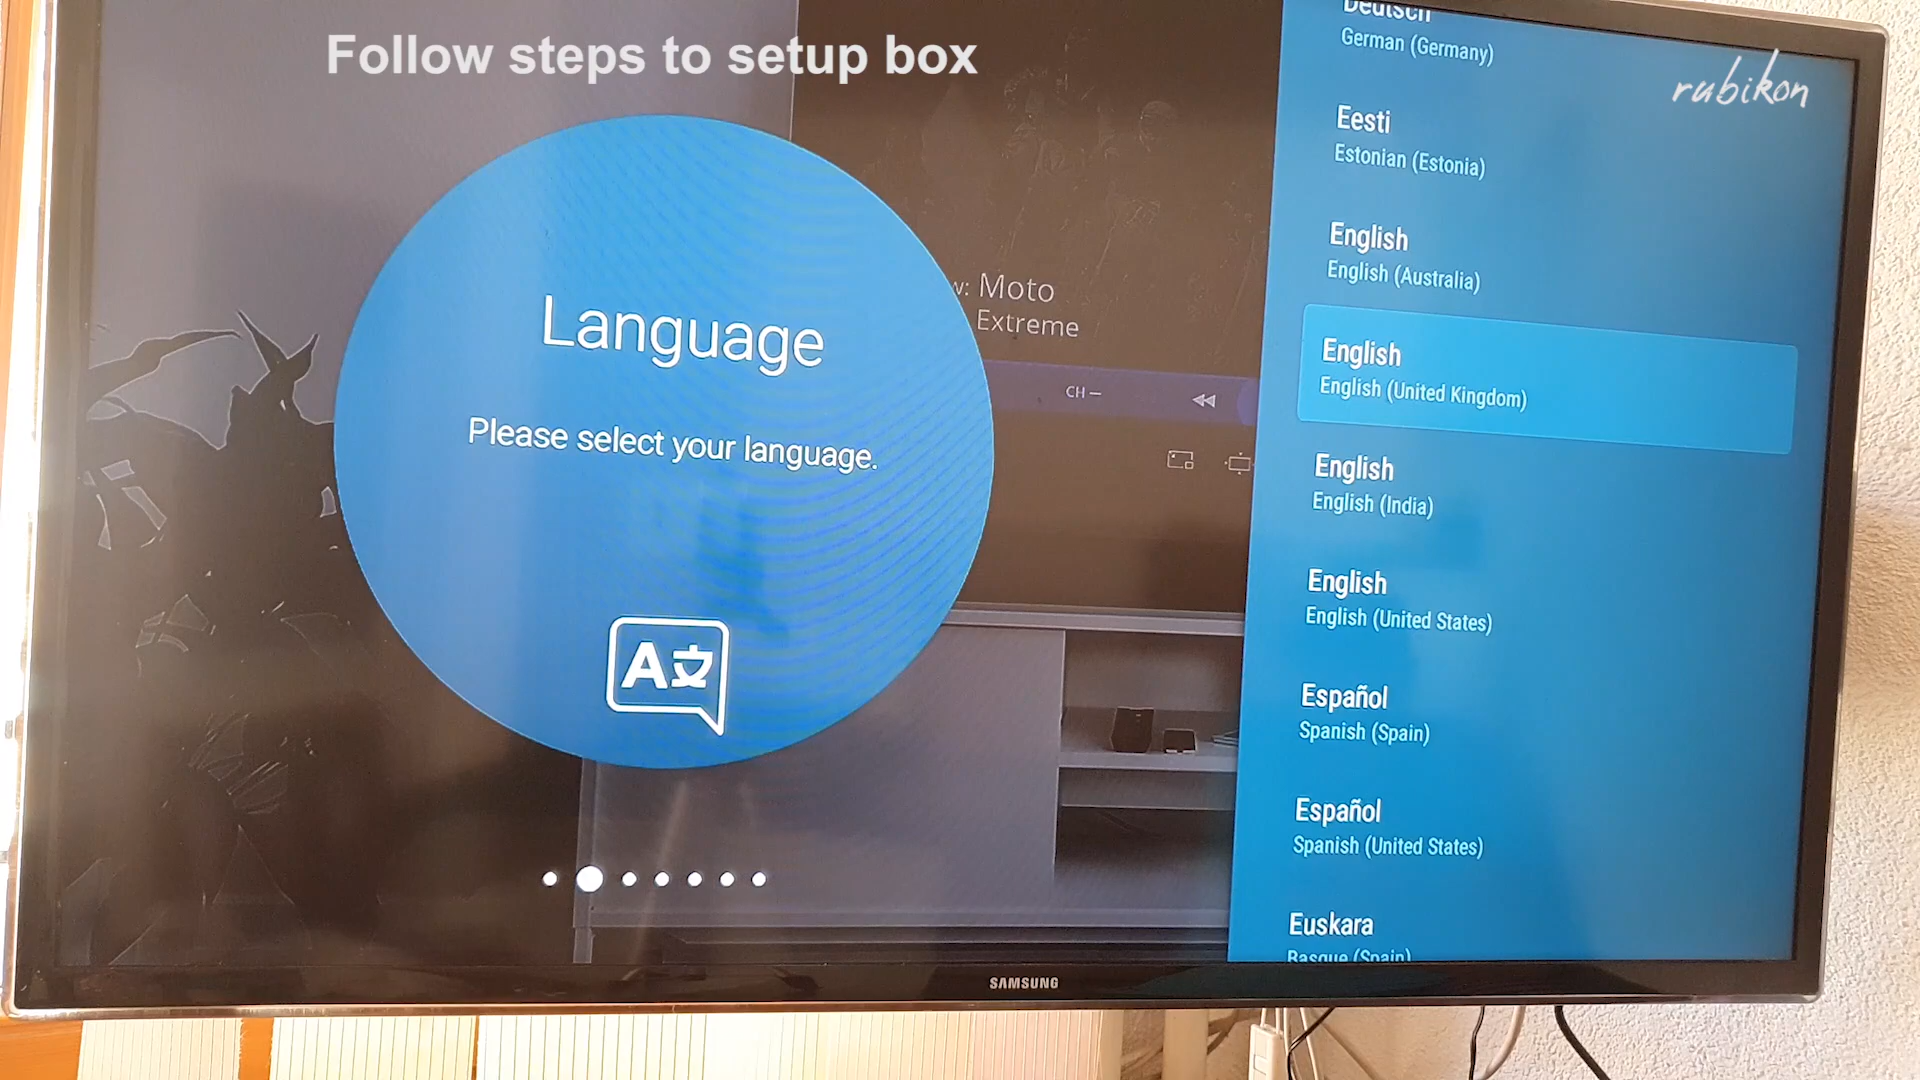 Follow steps to setup box
rubikon
Language
Please select your language.
A文
w: Moto
Extreme
CH −
Deutsch
German (Germany)
Eesti
Estonian (Estonia)
English
English (Australia)
English
English (United Kingdom)
English
English (India)
English
English (United States)
Español
Spanish (Spain)
Español
Spanish (United States)
Euskara
Basque (Spain)
SAMSUNG